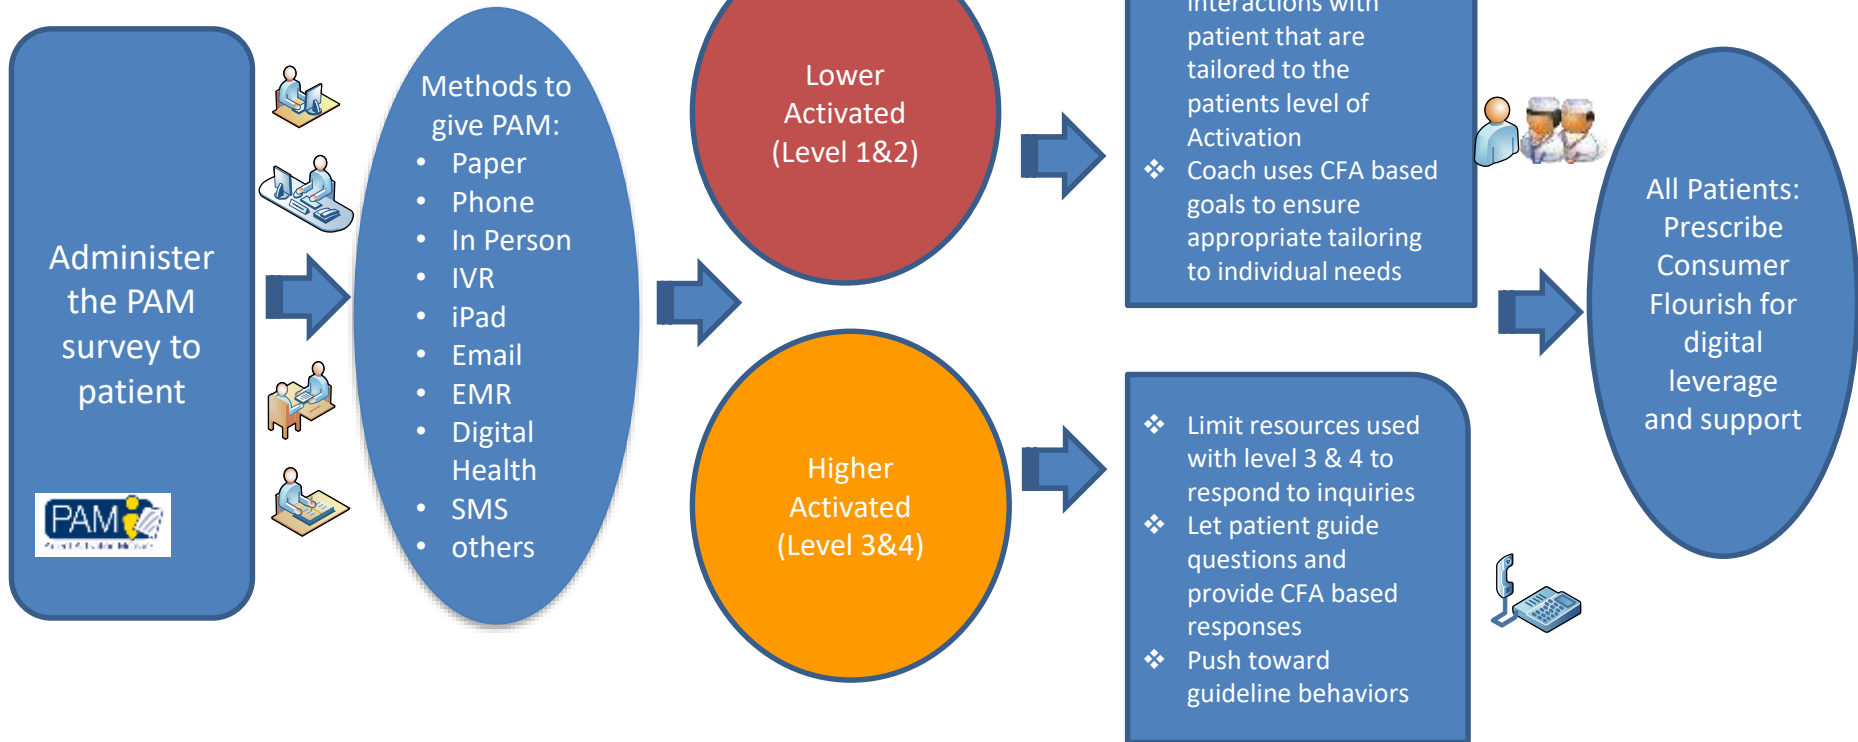 Administer
the PAM
survey to
patient
PAM
Methods to
give PAM:
• Paper
• Phone
• In Person
• IVR
• iPad
• Email
• EMR
• Digital
Health
• SMS
• others
Lower
Activated
(Level 1&2)
Higher
Activated
(Level 3&4)
interactions with
patient that are
tailored to the
patients level of
Activation
❖ Coach uses CFA based
goals to ensure
appropriate tailoring
to individual needs
❖ Limit resources used
with level 3 & 4 to
respond to inquiries
❖ Let patient guide
questions and
provide CFA based
responses
❖ Push toward
guideline behaviors
All Patients:
Prescribe
Consumer
Flourish for
digital
leverage
and support